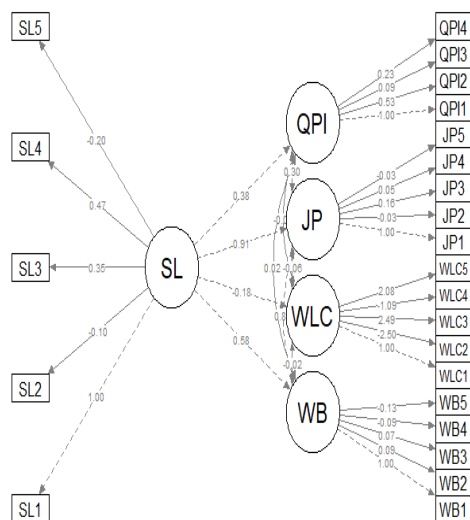 SL5
SL4
SL3
SL2
SL1
-0.20
0.47
0.35
-0.10
1.00
SL
0.38
-0.91
-0.18
0.58
QPI
JP
WLC
WB
0.30
0.02
-0.06
-0.02
0.23
0.09
0.53
1.00
-0.03
0.05
0.16
-0.03
1.00
2.08
-1.09
2.49
-2.50
1.00
-0.13
-0.09
0.07
0.09
1.00
QPI4
QPI3
QPI2
QPI1
JP5
JP4
JP3
JP2
JP1
WLC5
WLC4
WLC3
WLC2
WLC1
WB5
WB4
WB3
WB2
WB1